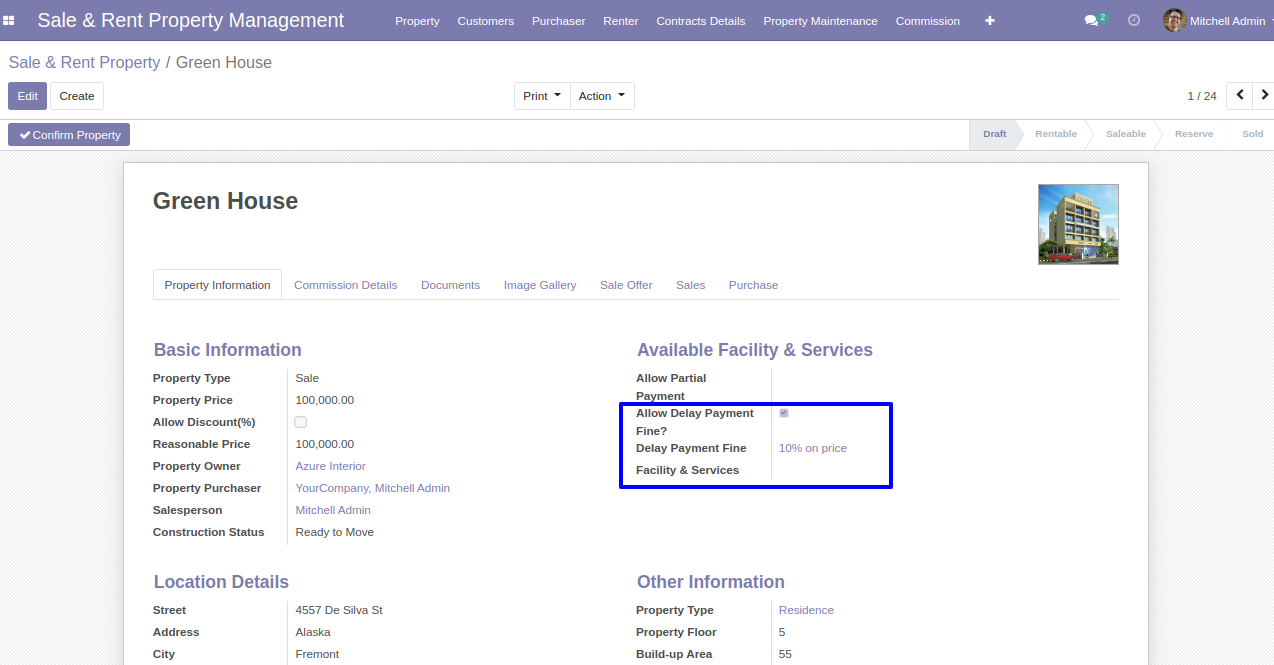 Sale & Rent Property Management
Property Customers Purchaser Renter Contracts Details Property Maintenance Commission
2
Mitchell Admin
Sale & Rent Property / Green House
Edit Create
Print Action
1 / 24
Confirm Property
Draft Rentable Saleable Reserve Sold
Green House
Property Information Commission Details Documents Image Gallery Sale Offer Sales Purchase
Basic Information
Property Type Sale
Property Price 100,000.00
Allow Discount(%)
Reasonable Price 100,000.00
Property Owner Azure Interior
Property Purchaser YourCompany, Mitchell Admin
Salesperson Mitchell Admin
Construction Status Ready to Move
Available Facility & Services
Allow Partial
Payment
Allow Delay Payment
Fine?
Delay Payment Fine 10% on price
Facility & Services
Location Details
Street 4557 De Silva St
Address Alaska
City Fremont
Other Information
Property Type Residence
Property Floor 5
Build-up Area 55